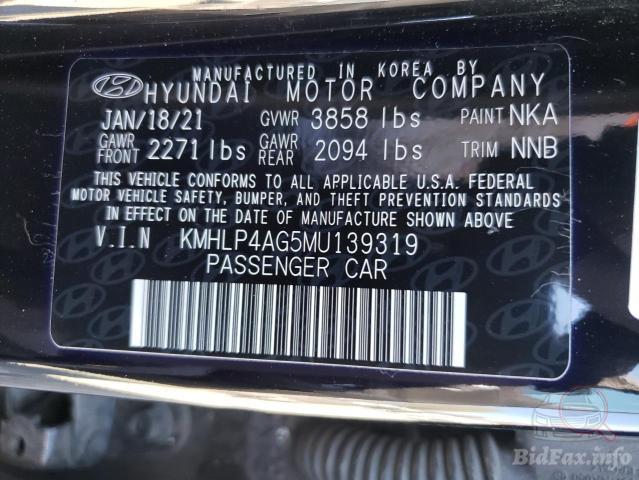 MANUFACTURED IN KOREA BY
HYUNDAI MOTOR COMPANY
JAN/18/21 GVWR 3858 lbs PAINT NKA
GAWR FRONT 2271 lbs GAWR REAR 2094 lbs TRIM NNB
THIS VEHICLE CONFORMS TO ALL APPLICABLE U.S.A. FEDERAL
MOTOR VEHICLE SAFETY, BUMPER, AND THEFT PREVENTION STANDARDS
IN EFFECT ON THE DATE OF MANUFACTURE SHOWN ABOVE
V.I.N KMHLP4AG5MU139319
PASSENGER CAR
BidFax.info